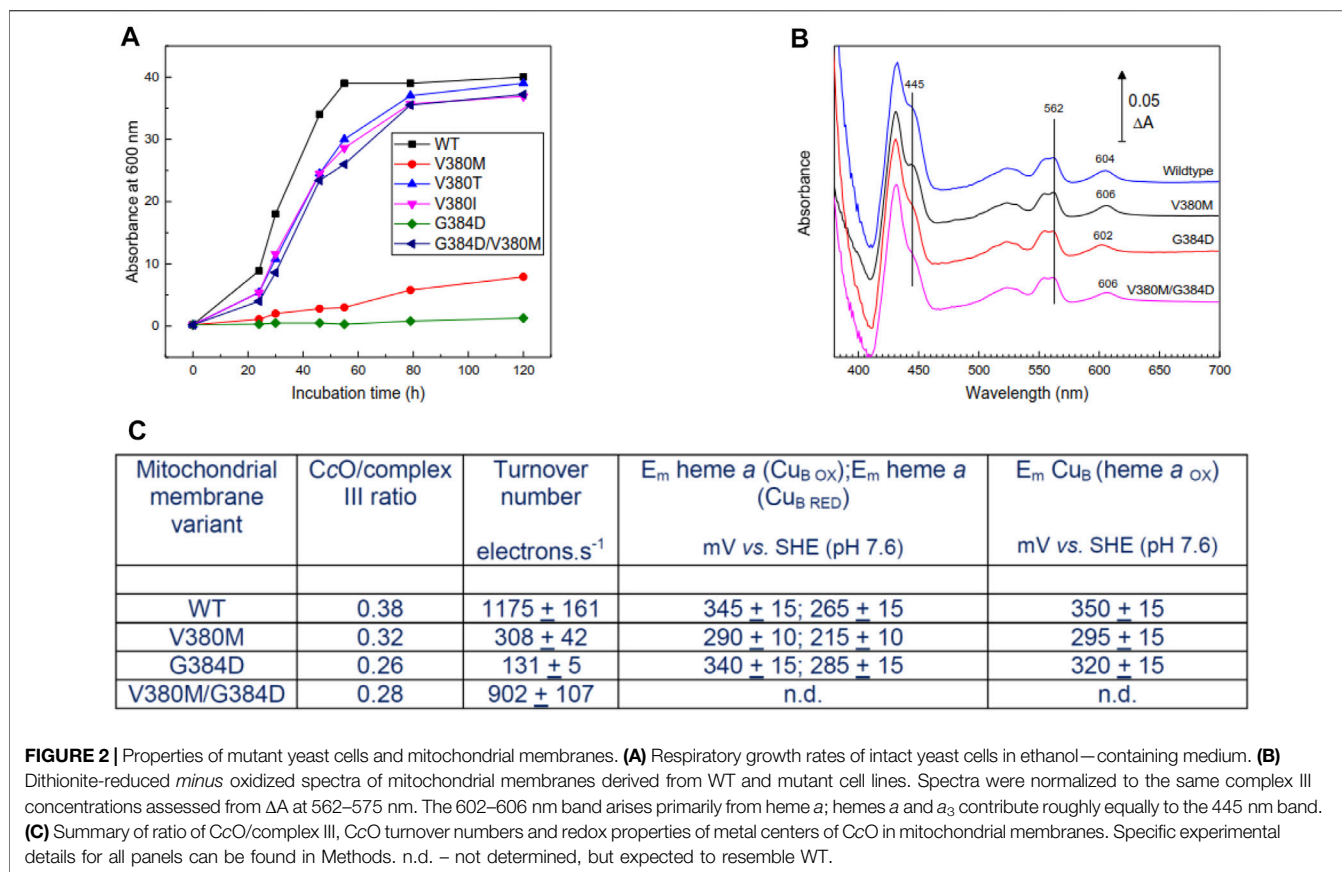 A
Absorbance at 600 nm
40
30
20
10
0
WT
V380M
V380T
V380I
G384D
G384D/V380M
0 20 40 60 80 100 120
Incubation time (h)
B
Absorbance
445
562
0.05
ΔA
604
Wildtype
606
V380M
602
G384D
606
V380M/G384D
400 450 500 550 600 650 700
Wavelength (nm)
C
Mitochondrial membrane variant
CcO/complex III ratio
Turnover number electrons.s⁻¹
E_m heme a (Cu_B OX);E_m heme a (Cu_B RED) mV vs. SHE (pH 7.6)
E_m Cu_B (heme a OX) mV vs. SHE (pH 7.6)
WT 0.38 1175 ± 161 345 ± 15; 265 ± 15 350 ± 15
V380M 0.32 308 ± 42 290 ± 10; 215 ± 10 295 ± 15
G384D 0.26 131 ± 5 340 ± 15; 285 ± 15 320 ± 15
V380M/G384D 0.28 902 ± 107 n.d. n.d.
FIGURE 2 | Properties of mutant yeast cells and mitochondrial membranes. (A) Respiratory growth rates of intact yeast cells in ethanol—containing medium. (B)
Dithionite-reduced minus oxidized spectra of mitochondrial membranes derived from WT and mutant cell lines. Spectra were normalized to the same complex III
concentrations assessed from ΔA at 562–575 nm. The 602–606 nm band arises primarily from heme a; hemes a and a₃ contribute roughly equally to the 445 nm band.
(C) Summary of ratio of CcO/complex III, CcO turnover numbers and redox properties of metal centers of CcO in mitochondrial membranes. Specific experimental
details for all panels can be found in Methods. n.d. – not determined, but expected to resemble WT.